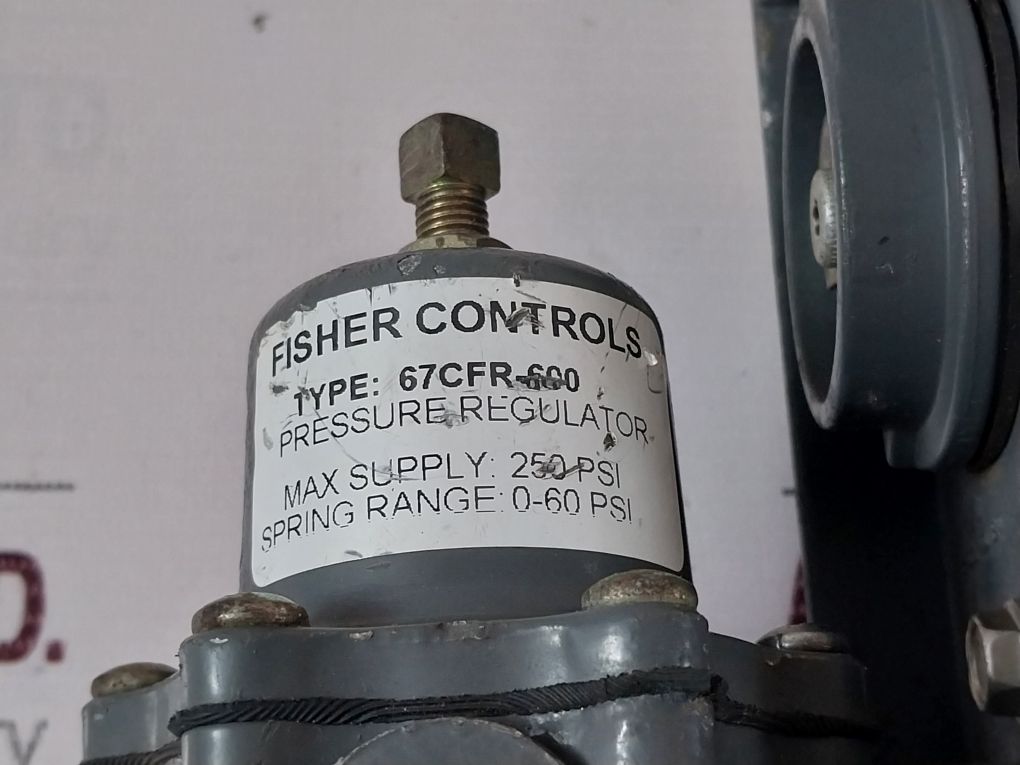 FISHER CONTROLS
TYPE: 67CFR-600
PRESSURE REGULATOR
MAX SUPPLY: 250 PSI
SPRING RANGE: 0-60 PSI
D.